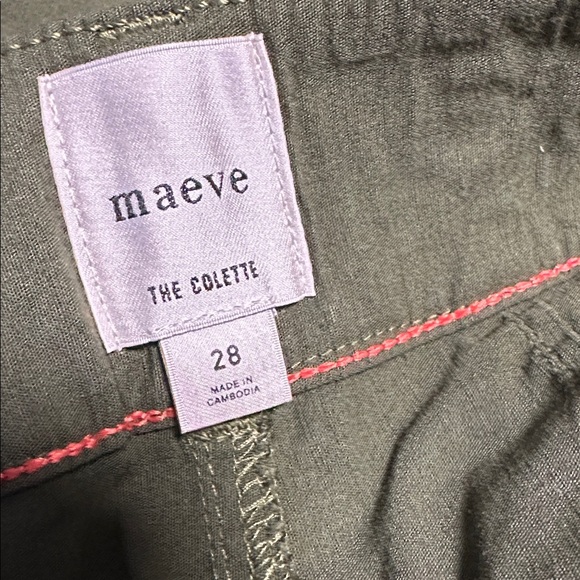 maeve
THE COLETTE
28
MADE IN
CAMBODIA